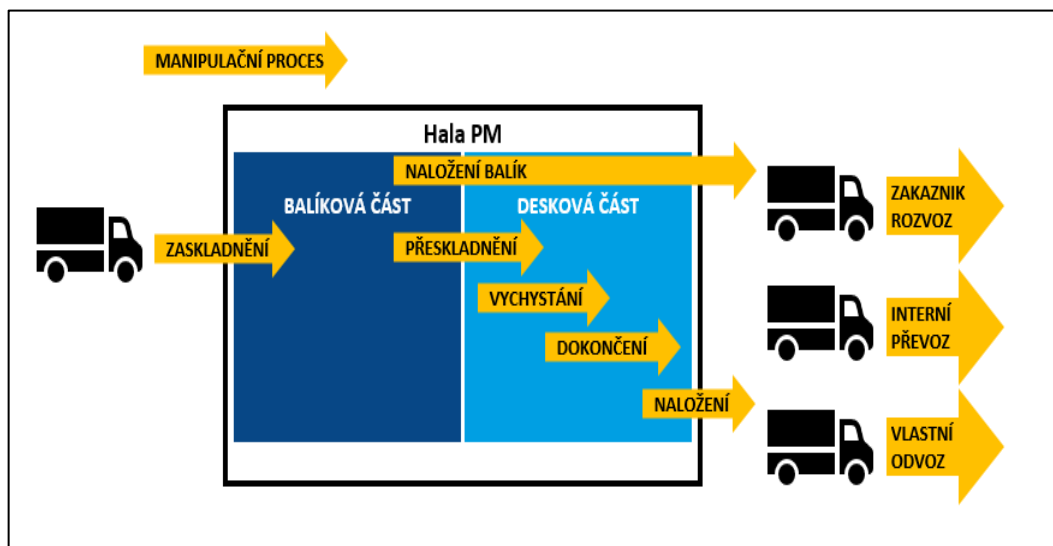 MANIPULAČNÍ PROCES
Hala PM
NALOŽENÍ BALÍK
BALÍKOVÁ ČÁST
DESKOVÁ ČÁST
ZASKLADNĚNÍ
PŘESKLADNĚNÍ
VYCHYSTÁNÍ
DOKONČENÍ
NALOŽENÍ
ZAKAZNIK
ROZVOZ
INTERNÍ
PŘEVOZ
VLASTNÍ
ODVOZ